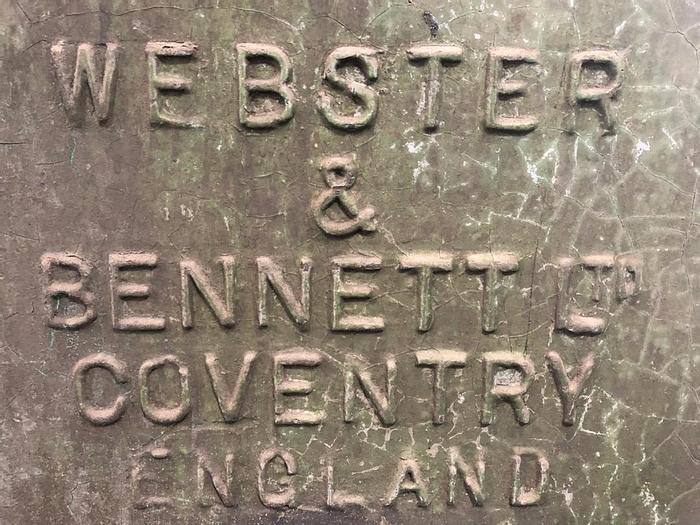 WEBSTER
&
BENNETT LTD
COVENTRY
ENGLAND